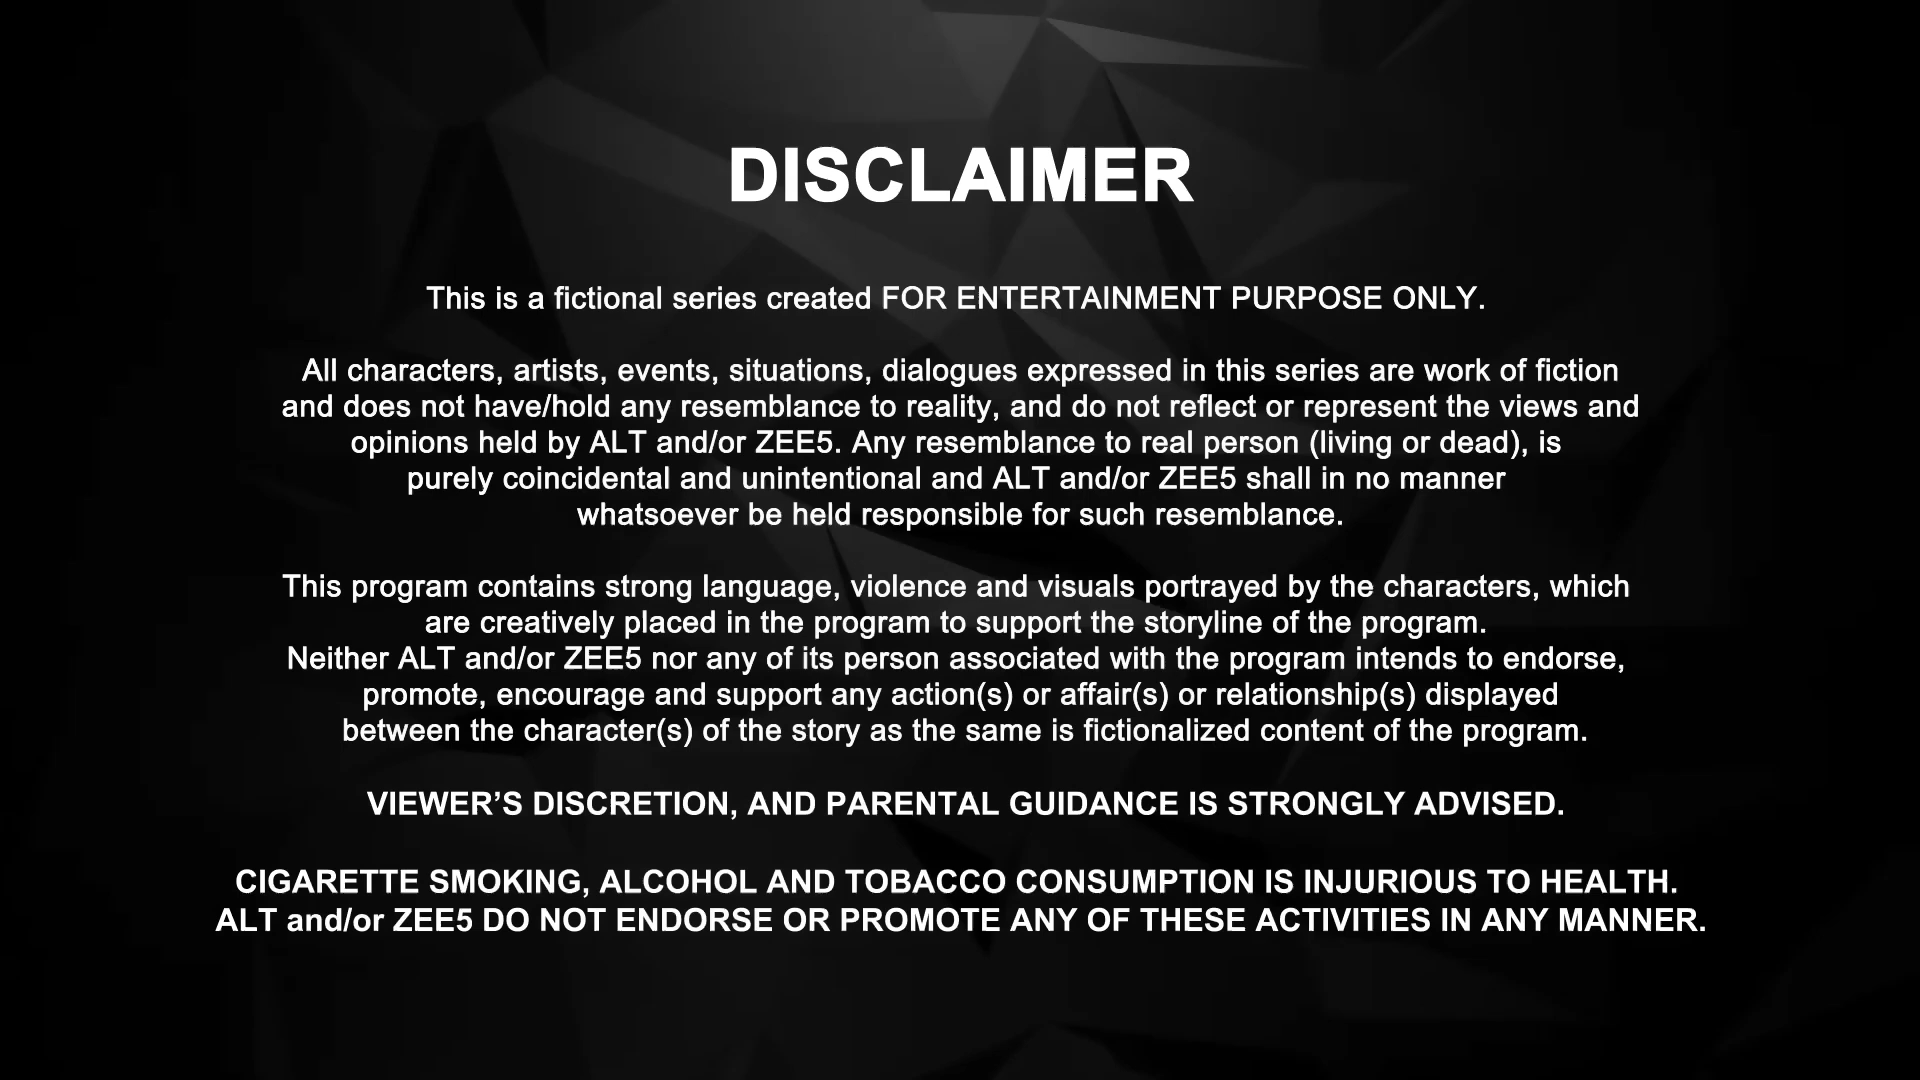 DISCLAIMER
This is a fictional series created FOR ENTERTAINMENT PURPOSE ONLY.
All characters, artists, events, situations, dialogues expressed in this series are work of fiction
and does not have/hold any resemblance to reality, and do not reflect or represent the views and
opinions held by ALT and/or ZEE5. Any resemblance to real person (living or dead), is
purely coincidental and unintentional and ALT and/or ZEE5 shall in no manner
whatsoever be held responsible for such resemblance.
This program contains strong language, violence and visuals portrayed by the characters, which
are creatively placed in the program to support the storyline of the program.
Neither ALT and/or ZEE5 nor any of its person associated with the program intends to endorse,
promote, encourage and support any action(s) or affair(s) or relationship(s) displayed
between the character(s) of the story as the same is fictionalized content of the program.
VIEWER’S DISCRETION, AND PARENTAL GUIDANCE IS STRONGLY ADVISED.
CIGARETTE SMOKING, ALCOHOL AND TOBACCO CONSUMPTION IS INJURIOUS TO HEALTH.
ALT and/or ZEE5 DO NOT ENDORSE OR PROMOTE ANY OF THESE ACTIVITIES IN ANY MANNER.